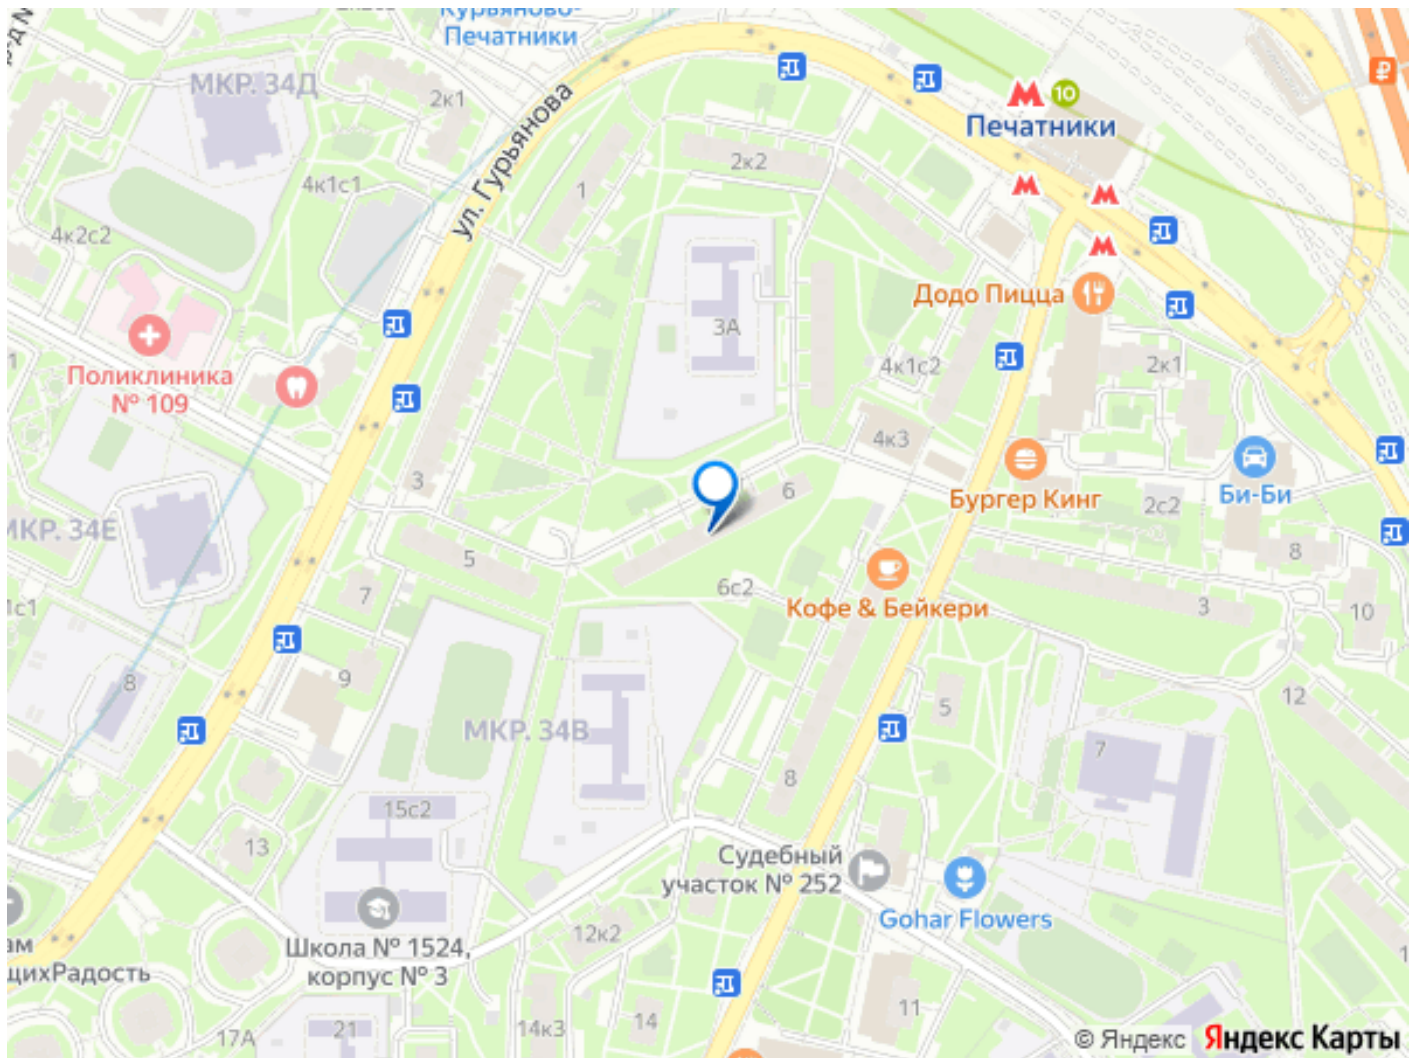 Курьяново-
Печатники
МКР. 34Д
2к1
10
Печатники
ул. Гурьянова
2к2
4к1с1
1
4к2с2
Додо Пицца
3А
4к1с2
2к1
Поликлиника
№ 109
4к3
3
6
Бургер Кинг
Би-Би
2с2
МКР. 34Е
5
8
7
6с2
Кофе & Бейкери
3
10
1с1
8
9
12
5
МКР. 34В
7
8
15с2
13
Судебный
участок № 252
Gohar Flowers
12к2
Школа № 1524,
корпус № 3
11
14к3
14
17А
21
© Яндекс Яндекс Карты